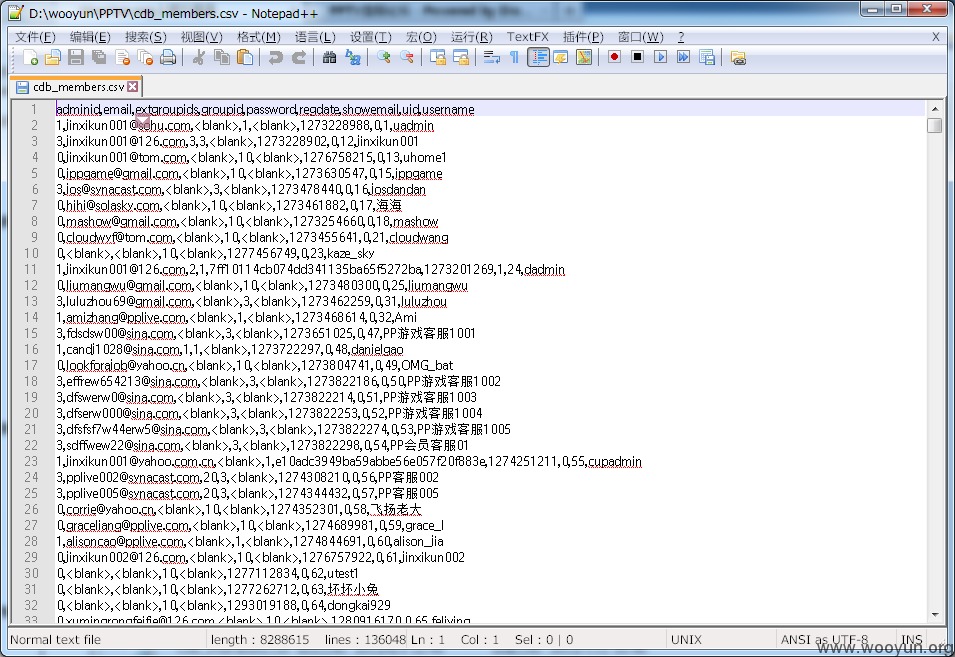 D:\wooyun\PPTV\cdb_members.csv - Notepad++
文件(F) 编辑(E) 搜索(S) 视图(V) 格式(M) 语言(L) 设置(T) 宏(O) 运行(R) TextFX 插件(P) 窗口(W) ? X
cdb_members.csv
1 adminid,email,extgroupids,groupid,password,regdate,showemail,uid,username
2 1,jinxikun001@sohu.com,<blank>,1,<blank>,1273228988,0,1,uadmin
3 3,jinxikun001@126.com,3,3,<blank>,1273228902,0,12,jinxikun001
4 0,jinxikun001@tom.com,<blank>,10,<blank>,1276758215,0,13,uhome1
5 0,ippgame@gmail.com,<blank>,10,<blank>,1273630547,0,15,ippgame
6 3,jos@synacast.com,<blank>,3,<blank>,1273478440,0,16,josdandan
7 0,hihi@solasky.com,<blank>,10,<blank>,1273461882,0,17,海海
8 0,mashow@gmail.com,<blank>,10,<blank>,1273254660,0,18,mashow
9 0,cloudwyf@tom.com,<blank>,10,<blank>,1273455641,0,21,cloudwang
10 0,<blank>,<blank>,10,<blank>,1277456749,0,23,kaze_sky
11 1,jinxikun001@126.com,2,1,7ff10114cb074dd341135ba65f5272ba,1273201269,1,24,dadmin
12 0,liumangwu@gmail.com,<blank>,10,<blank>,1273480300,0,25,liumangwu
13 3,luluzhou69@gmail.com,<blank>,3,<blank>,1273462259,0,31,luluzhou
14 1,amizhang@pplive.com,<blank>,1,<blank>,1273468614,0,32,Ami
15 3,fdsdsw00@sina.com,<blank>,3,<blank>,1273651025,0,47,PP游戏客服1001
16 1,candj1028@sina.com,1,1,<blank>,1273722297,0,48,danielgao
17 0,lookforalob@yahoo.cn,<blank>,10,<blank>,1273804741,0,49,OMG_bat
18 3,effrew654213@sina.com,<blank>,3,<blank>,1273822186,0,50,PP游戏客服1002
19 3,dfswerw0@sina.com,<blank>,3,<blank>,1273822214,0,51,PP游戏客服1003
20 3,dfserw000@sina.com,<blank>,3,<blank>,1273822253,0,52,PP游戏客服1004
21 3,dfsfsf7w44erw5@sina.com,<blank>,3,<blank>,1273822274,0,53,PP游戏客服1005
22 3,sdffwew22@sina.com,<blank>,3,<blank>,1273822298,0,54,PP会员客服01
23 1,jinxikun001@yahoo.com.cn,<blank>,1,e10adc3949ba59abbe56e057f20f883e,1274251211,0,55,cupadmin
24 3,pplive002@synacast.com,20,3,<blank>,1274308210,0,56,PP客服002
25 3,pplive005@synacast.com,20,3,<blank>,1274344432,0,57,PP客服005
26 0,corrie@yahoo.cn,<blank>,10,<blank>,1274352301,0,58,飞扬老大
27 0,graceliang@pplive.com,<blank>,10,<blank>,1274689981,0,59,grace_l
28 1,alisoncao@pplive.com,<blank>,1,<blank>,1274844691,0,60,alison_jia
29 0,jinxikun002@126.com,<blank>,10,<blank>,1276757922,0,61,jinxikun002
30 0,<blank>,<blank>,10,<blank>,1277112834,0,62,utest1
31 0,<blank>,<blank>,10,<blank>,1277262712,0,63,坏坏小兔
32 0,<blank>,<blank>,10,<blank>,1293019188,0,64,dongkai929
33 0,xumingrongfeifie@126.com,<blank>,10,<blank>,1280916170,0,65,feliving
Normal text file length : 8288615 lines : 136048 Ln : 1 Col : 1 Sel : 0 | 0 UNIX ANSI as UTF-8 INS
www.wooyun.org